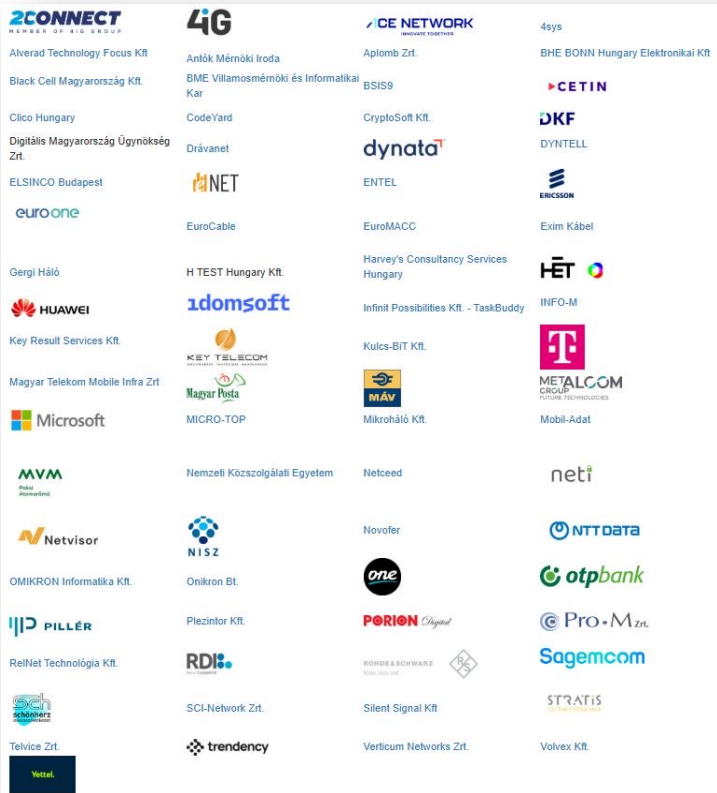 2CONNECT
MEMBER OF 4iG GROUP
4iG
ACE NETWORK
INNOVATE TOGETHER
4sys
Alverad Technology Focus Kft
Antók Mérnöki Iroda
Aplomb Zrt.
BHE BONN Hungary Elektronikai Kft
Black Cell Magyarország Kft.
BME Villamosmérnöki és Informatikai
Kar
BSIS9
CETIN
Clico Hungary
CodeYard
CryptoSoft Kft.
DKF
Digitális Magyarország Ügynökség
Zrt.
Drávanet
dynata
DYNTELL
ELSINCO Budapest
NET
ENTEL
ERICSSON
euroone
EuroCable
EuroMACC
Exim Kábel
Gergi Háló
H TEST Hungary Kft.
Harvey's Consultancy Services
Hungary
HÉT
HUAWEI
idomsoft
Infinit Possibilities Kft. - TaskBuddy
INFO-M
Key Result Services Kft.
KEY TELECOM
Kulcs-BiT Kft.
T
Magyar Telekom Mobile Infra Zrt
Magyar Posta
MÁV
METALCOM
GROUP
FUTURE TECHNOLOGIES
Microsoft
MICRO-TOP
Mikroháló Kft.
Mobil-Adat
MVM
Paksi
Atomerőmű
Nemzeti Közszolgálati Egyetem
Netceed
neti
Netvisor
NISZ
Novofer
NTT DATA
OMIKRON Informatika Kft.
Onikron Bt.
one
otpbank
PILLÉR
Plezintor Kft.
PORION Digital
Pro-M Zrt.
RelNet Technológia Kft.
RDI
ROHDE & SCHWARZ
R&S
Make ideas real
Sagemcom
sch
schönherz
SCI-Network Zrt.
Silent Signal Kft
STRATIS
Telvice Zrt.
trendency
Verticum Networks Zrt.
Volvex Kft.
Yettel.